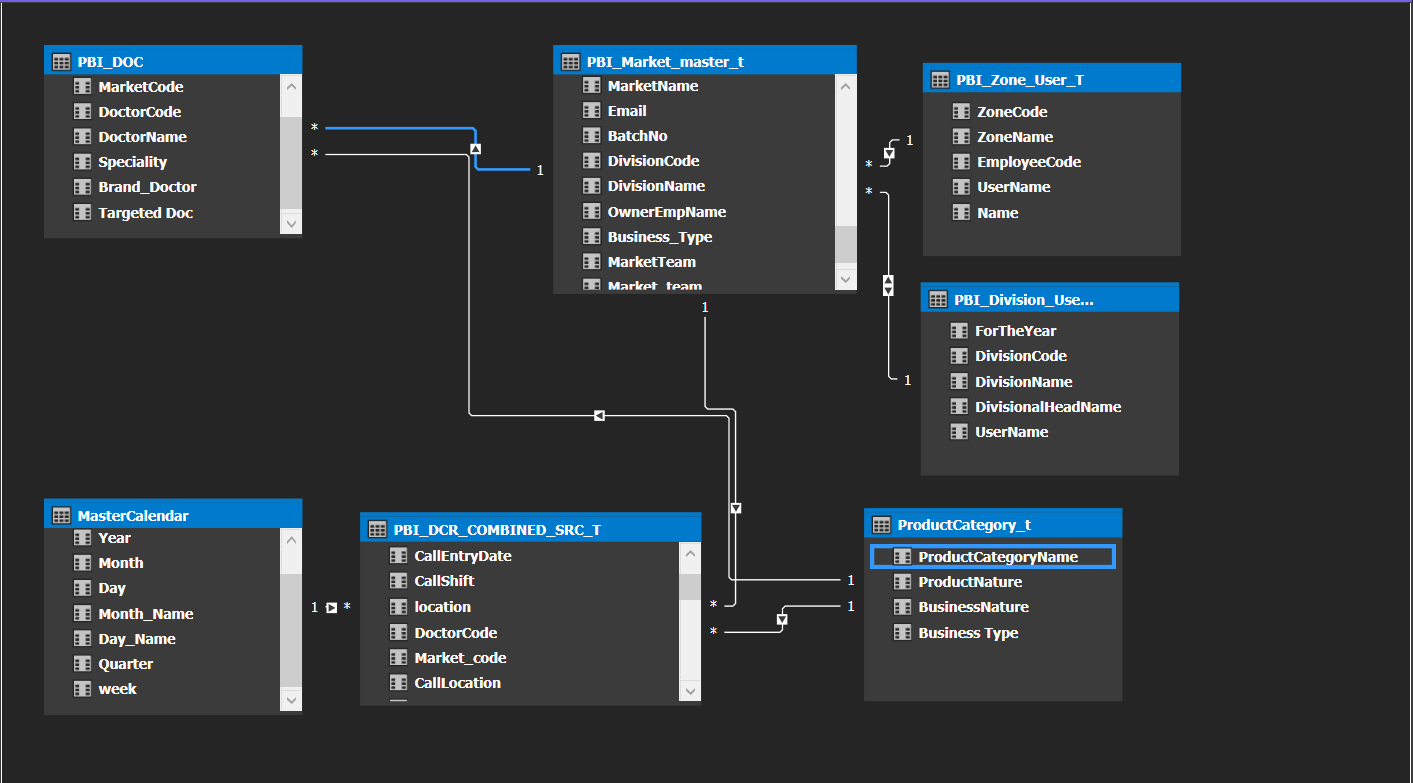 PBI_DOC
MarketCode
DoctorCode
DoctorName
Speciality
Brand_Doctor
Targeted Doc
*
*
PBI_Market_master_t
MarketName
Email
BatchNo
DivisionCode
DivisionName
OwnerEmpName
Business_Type
MarketTeam
Market_team
1
1
*
*
PBI_Zone_User_T
ZoneCode
ZoneName
EmployeeCode
UserName
Name
1
PBI_Division_Use...
ForTheYear
DivisionCode
DivisionName
DivisionalHeadName
UserName
1
MasterCalendar
Year
Month
Day
Month_Name
Day_Name
Quarter
week
1
*
PBI_DCR_COMBINED_SRC_T
CallEntryDate
CallShift
location
DoctorCode
Market_code
CallLocation
*
*
ProductCategory_t
ProductCategoryName
ProductNature
BusinessNature
Business Type
1
1